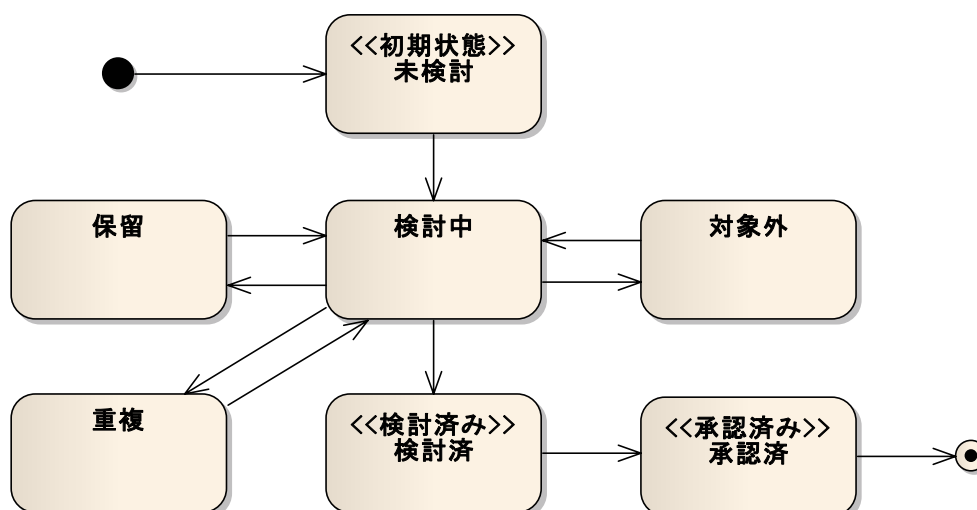 <<初期状態>>
未検討
保留
検討中
対象外
重複
<<検討済み>>
検討済
<<承認済み>>
承認済